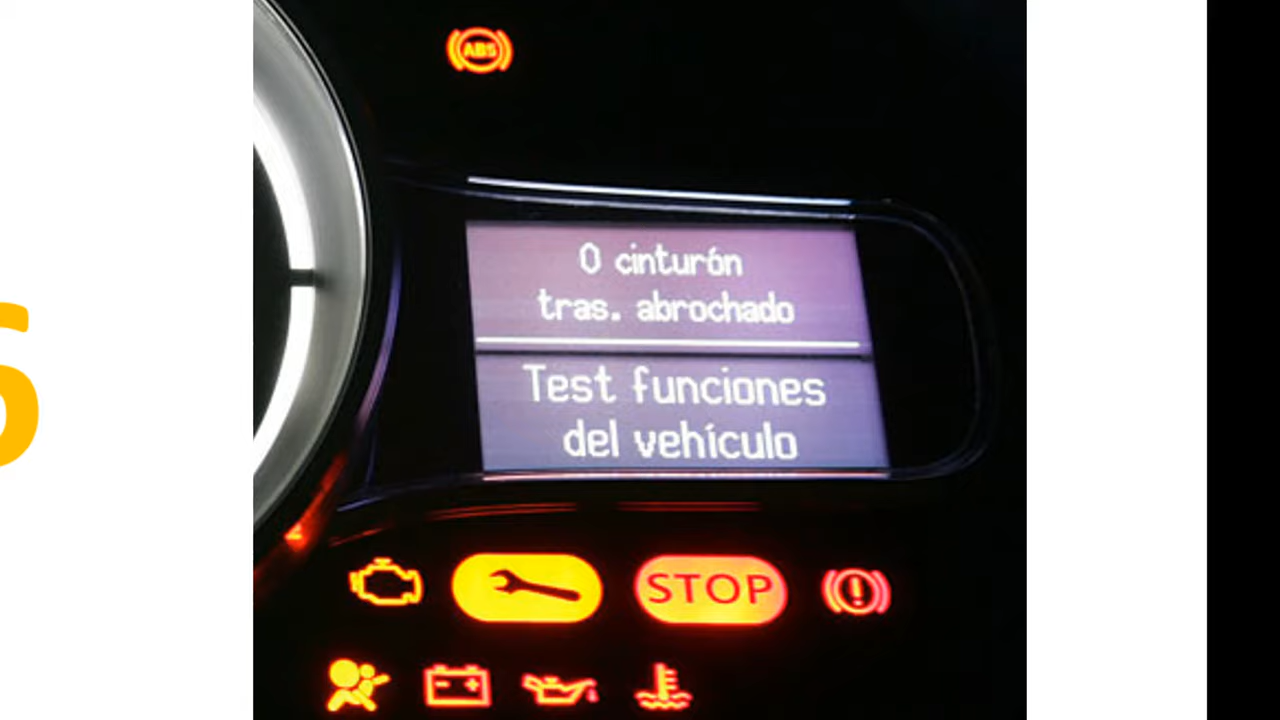 ABS
0 cinturón
tras. abrochado
Test funciones
del vehículo
STOP